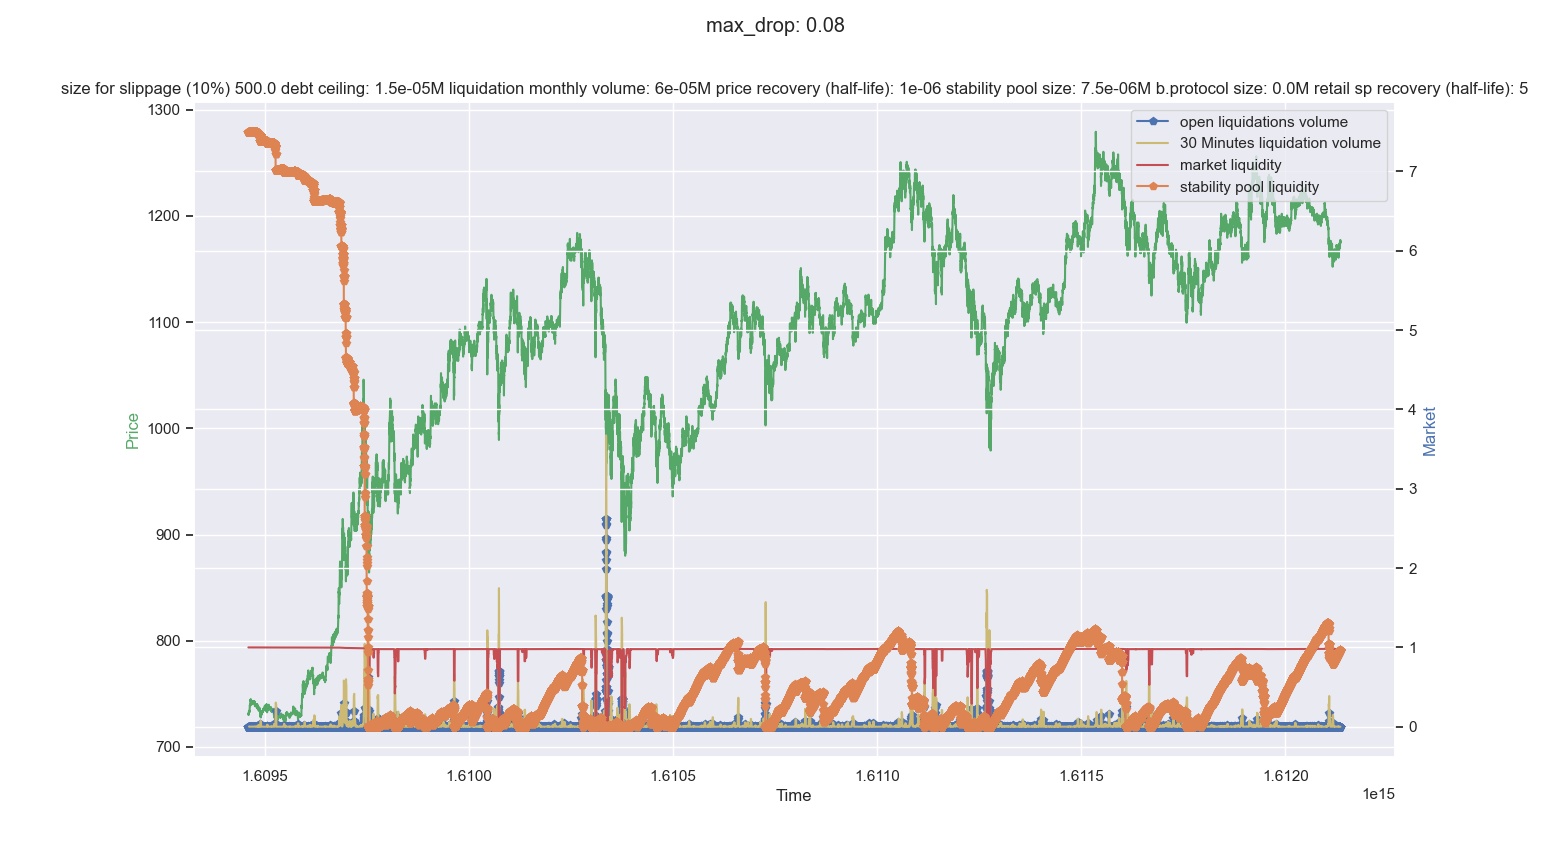 max_drop: 0.08
size for slippage (10%) 500.0 debt ceiling: 1.5e-05M liquidation monthly volume: 6e-05M price recovery (half-life): 1e-06 stability pool size: 7.5e-06M b.protocol size: 0.0M retail sp recovery (half-life): 5
open liquidations volume
30 Minutes liquidation volume
market liquidity
stability pool liquidity
1300
1200
1100
1000
900
800
700
Price
7
6
5
4
3
2
1
0
Market
1.6095 1.6100 1.6105 1.6110 1.6115 1.6120
Time
1e15